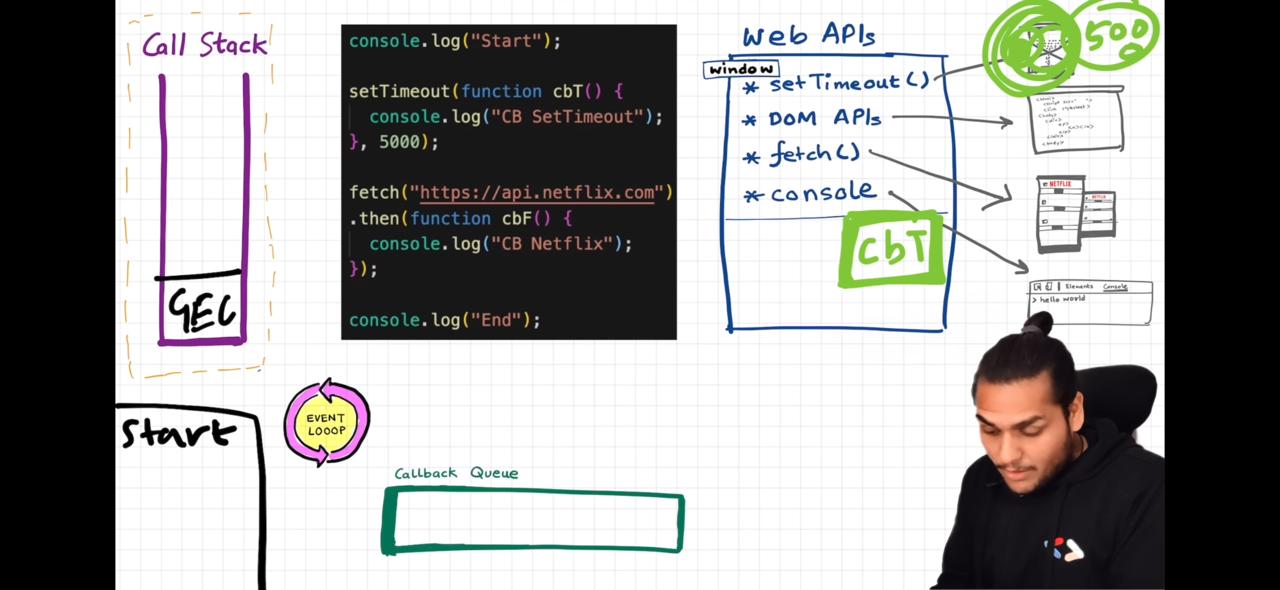 Call Stack
GEC
console.log("Start");
setTimeout(function cbT() {
console.log("CB SetTimeout");
}, 5000);
fetch("https://api.netflix.com")
.then(function cbF() {
console.log("CB Netflix");
});
console.log("End");
Web APIs
window
* setTimeout()
* DOM APIs
* fetch()
* console
CbT
500
NETFLIX
Elements Console
> hello world
Start
EVENT
LOOOP
Callback Queue